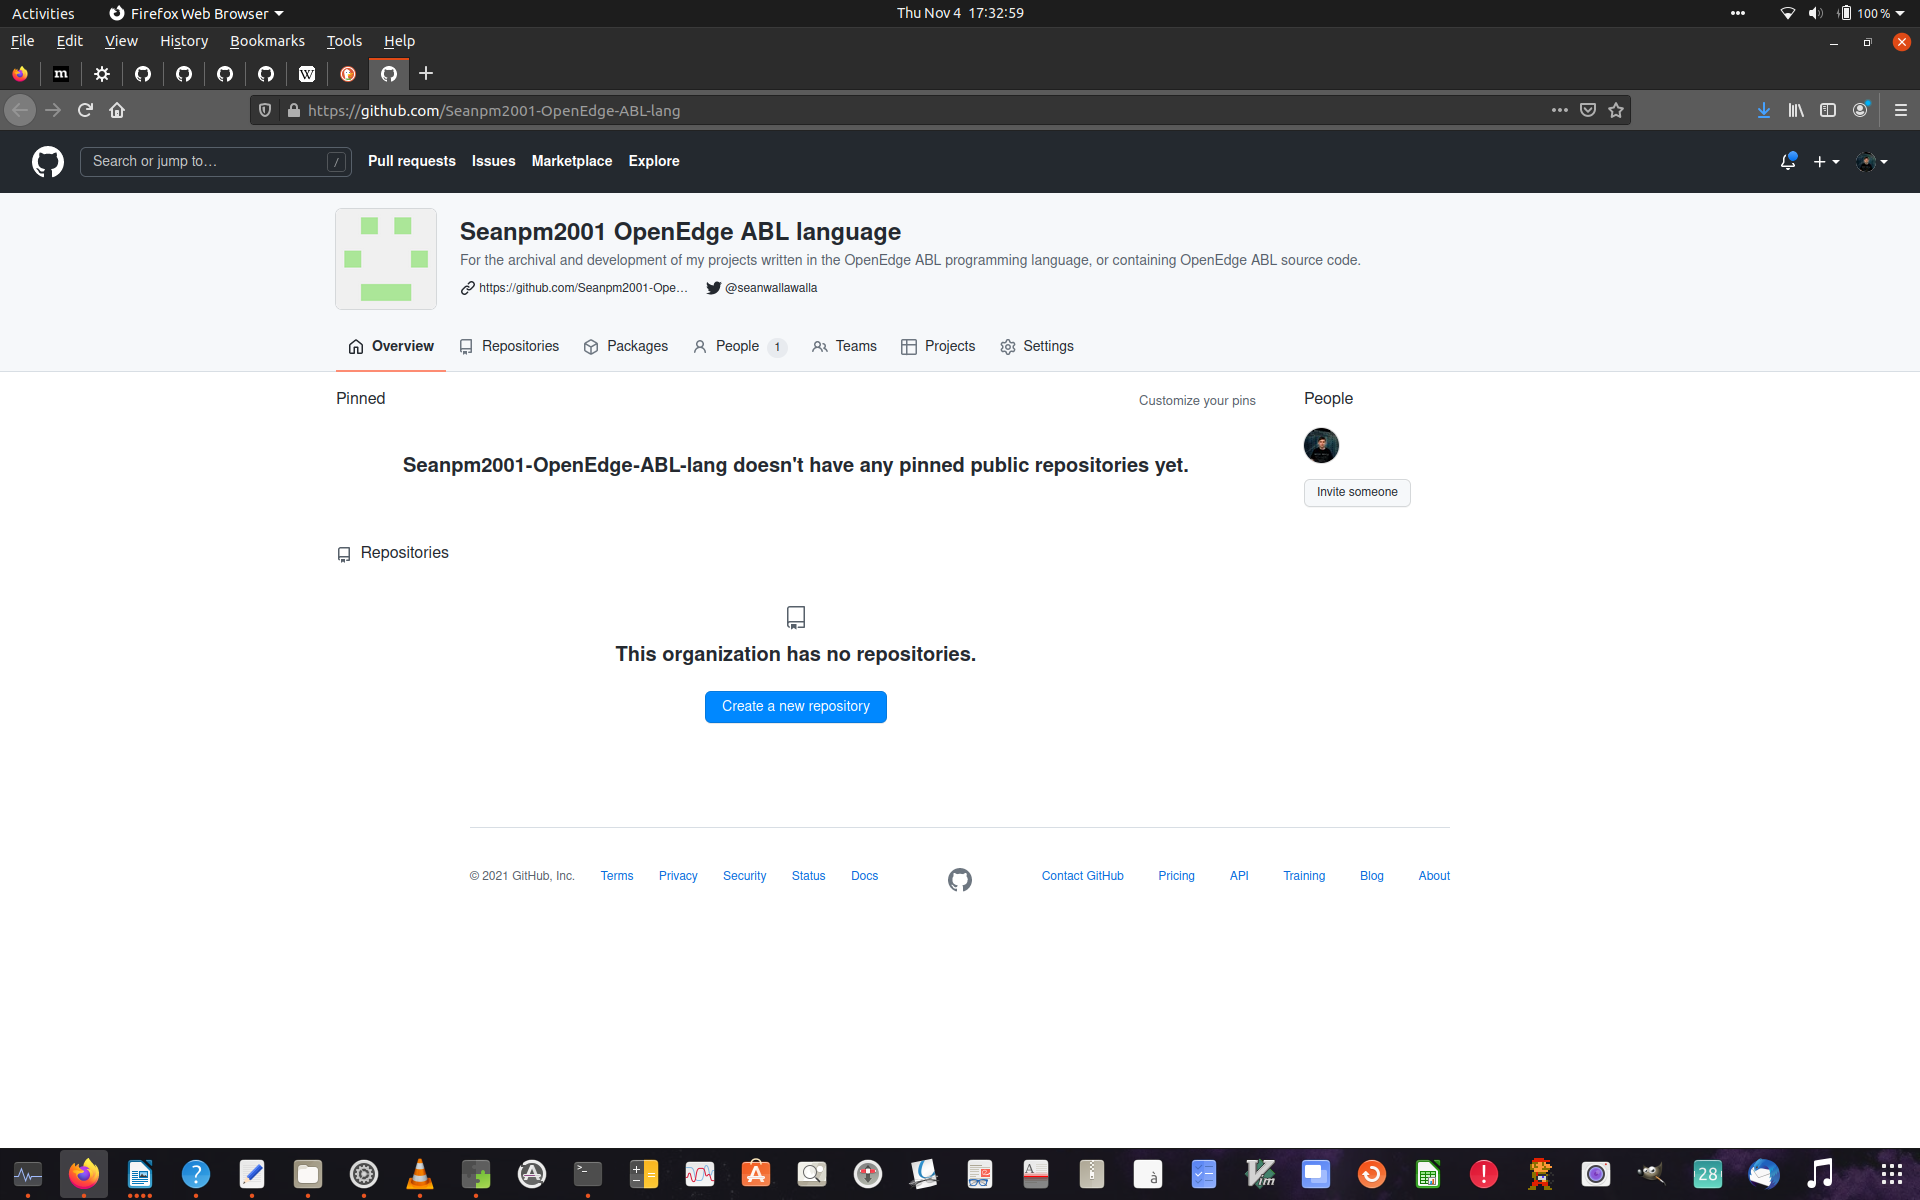 Activities Firefox Web Browser Thu Nov 4 17:32:59 100 %
File Edit View History Bookmarks Tools Help
m W
https://github.com/Seanpm2001-OpenEdge-ABL-lang
Search or jump to… / Pull requests Issues Marketplace Explore
Seanpm2001 OpenEdge ABL language
For the archival and development of my projects written in the OpenEdge ABL programming language, or containing OpenEdge ABL source code.
https://github.com/Seanpm2001-Ope… @seanwallawalla
Overview Repositories Packages People 1 Teams Projects Settings
Pinned Customize your pins People
Seanpm2001-OpenEdge-ABL-lang doesn't have any pinned public repositories yet.
Invite someone
Repositories
This organization has no repositories.
Create a new repository
© 2021 GitHub, Inc. Terms Privacy Security Status Docs Contact GitHub Pricing API Training Blog About
? >_ A à Vim ! 28